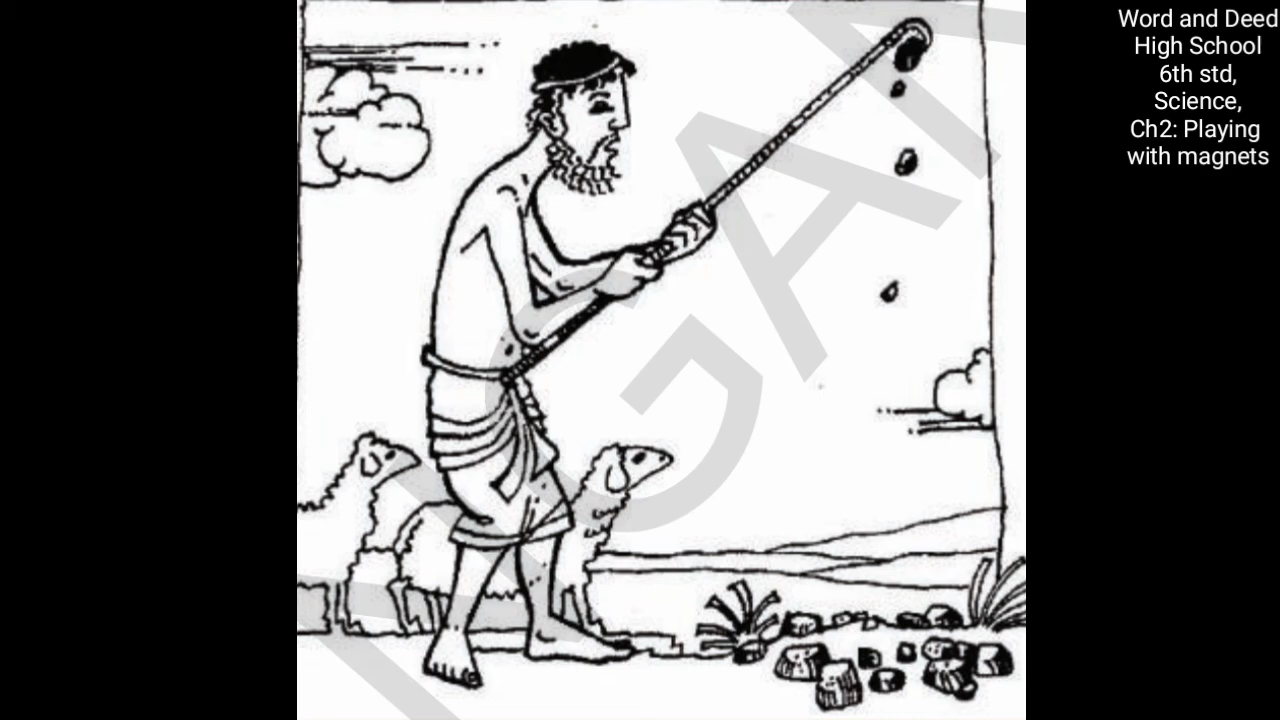 Word and Deed
High School
6th std,
Science,
Ch2: Playing
with magnets